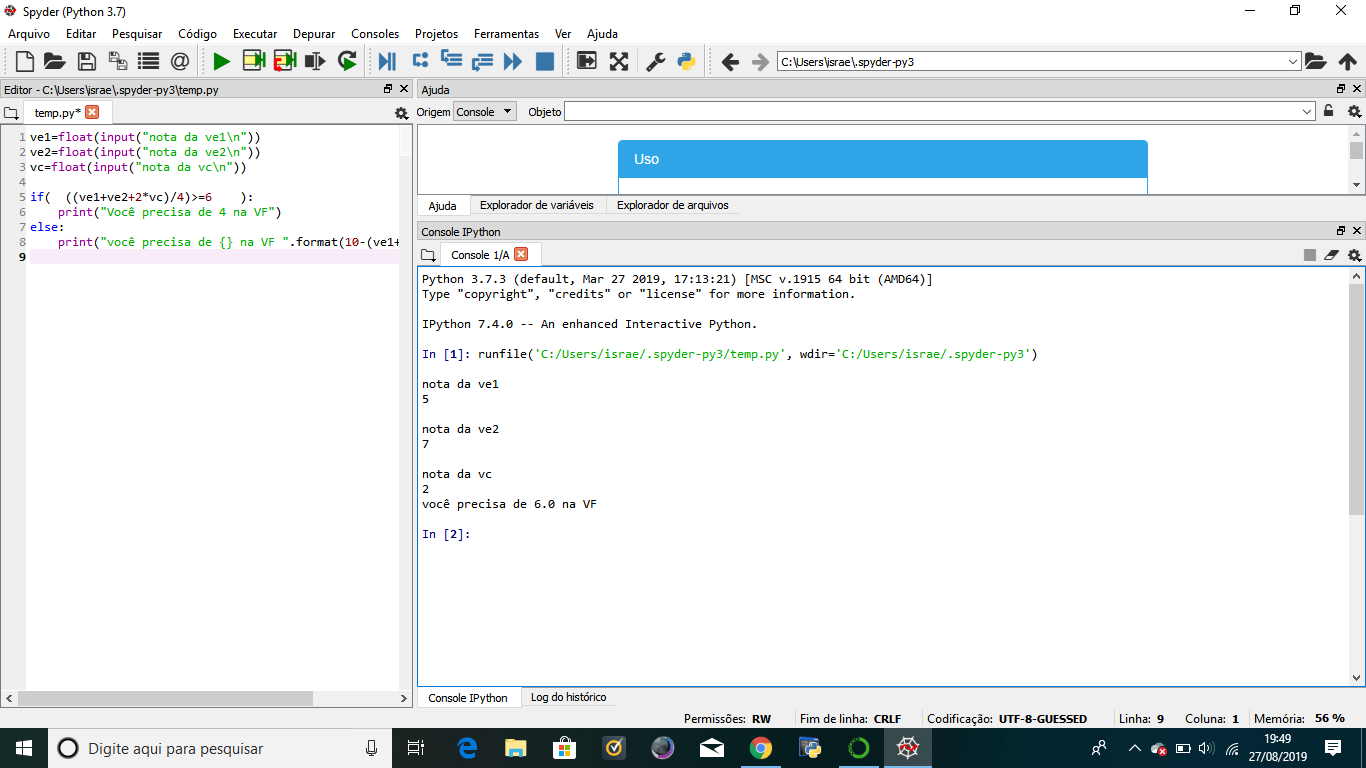 Spyder (Python 3.7)
Arquivo Editar Pesquisar Código Executar Depurar Consoles Projetos Ferramentas Ver Ajuda
C:\Users\israe\.spyder-py3
Editor - C:\Users\israe\.spyder-py3\temp.py
temp.py*
1 ve1=float(input("nota da ve1\n"))
2 ve2=float(input("nota da ve2\n"))
3 vc=float(input("nota da vc\n"))
4
5 if(  ((ve1+ve2+2*vc)/4)>=6    ):
6     print("Você precisa de 4 na VF")
7 else:
8     print("você precisa de {} na VF ".format(10-(ve1+
9
Ajuda
Origem Console Objeto
Uso
Ajuda Explorador de variáveis Explorador de arquivos
Console IPython
Console 1/A
Python 3.7.3 (default, Mar 27 2019, 17:13:21) [MSC v.1915 64 bit (AMD64)]
Type "copyright", "credits" or "license" for more information.
IPython 7.4.0 -- An enhanced Interactive Python.
In [1]: runfile('C:/Users/israe/.spyder-py3/temp.py', wdir='C:/Users/israe/.spyder-py3')
nota da ve1
5
nota da ve2
7
nota da vc
2
você precisa de 6.0 na VF
In [2]:
Console IPython Log do histórico
Permissões: RW Fim de linha: CRLF Codificação: UTF-8-GUESSED Linha: 9 Coluna: 1 Memória: 56 %
Digite aqui para pesquisar
19:49
27/08/2019